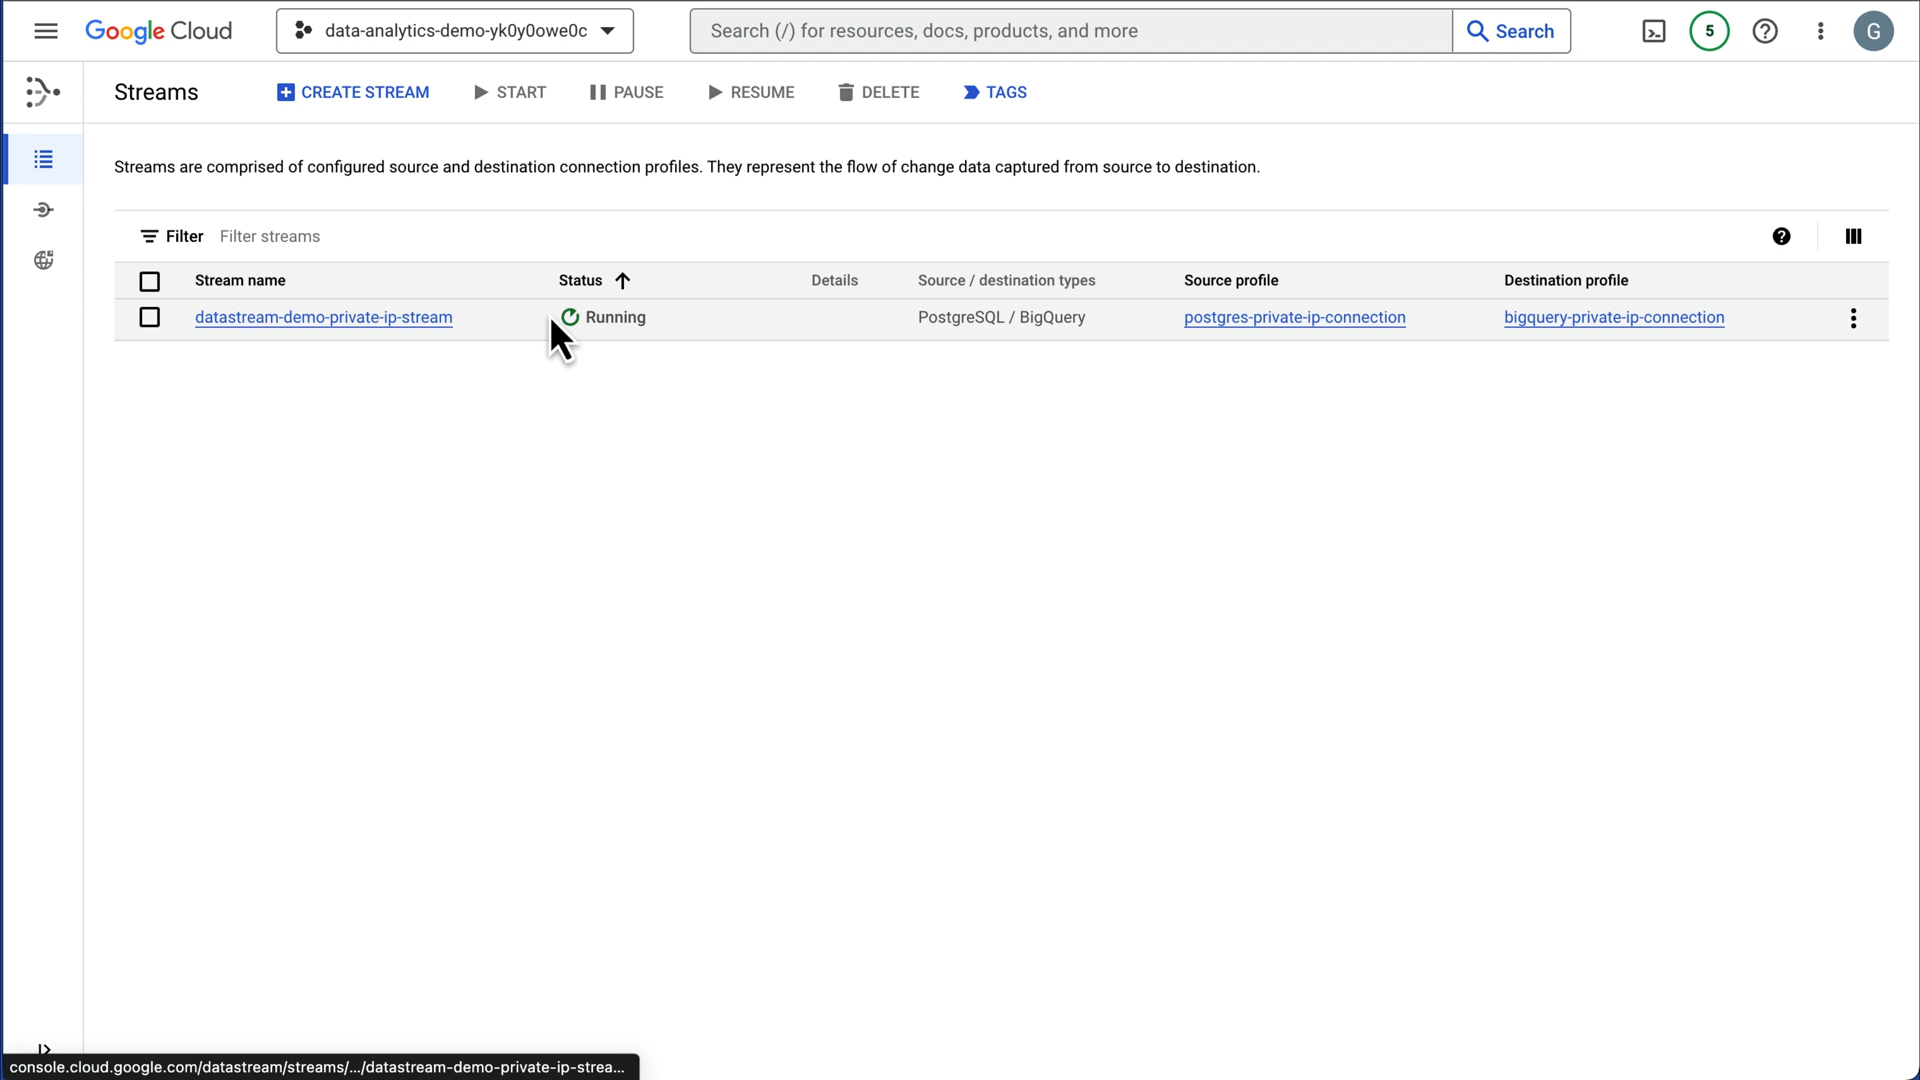 Google Cloud
data-analytics-demo-yk0y0owe0c
Search (/) for resources, docs, products, and more
Search
5
G
Streams
CREATE STREAM
START
PAUSE
RESUME
DELETE
TAGS
Streams are comprised of configured source and destination connection profiles. They represent the flow of change data captured from source to destination.
Filter Filter streams
Stream name Status Details Source / destination types Source profile Destination profile
datastream-demo-private-ip-stream Running PostgreSQL / BigQuery postgres-private-ip-connection bigquery-private-ip-connection
console.cloud.google.com/datastream/streams/.../datastream-demo-private-ip-strea...